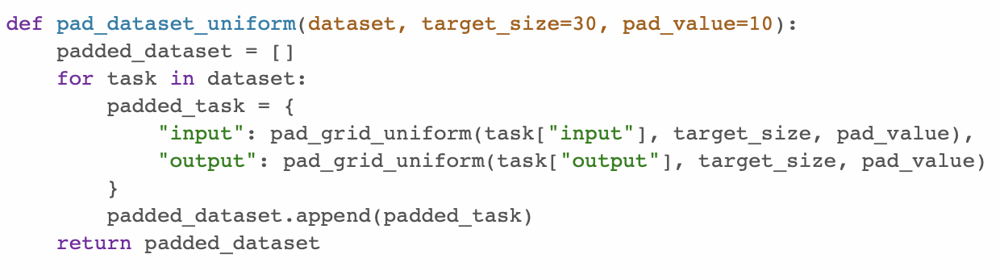 def pad_dataset_uniform(dataset, target_size=30, pad_value=10):
    padded_dataset = []
    for task in dataset:
        padded_task = {
            "input": pad_grid_uniform(task["input"], target_size, pad_value),
            "output": pad_grid_uniform(task["output"], target_size, pad_value)
        }
        padded_dataset.append(padded_task)
    return padded_dataset